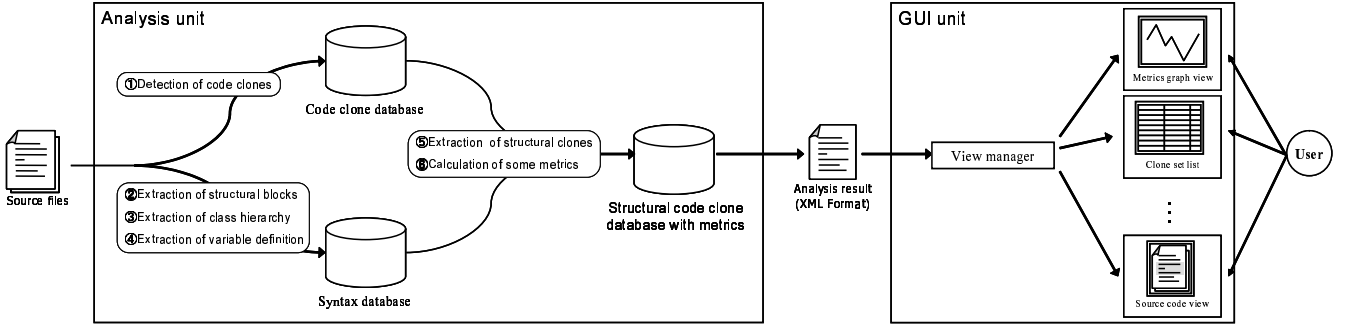 Analysis unit
①Detection of code clones
Code clone database
Source files
②Extraction of structural blocks
③Extraction of class hierarchy
④Extraction of variable definition
Syntax database
⑤Extraction of structural clones
⑥Calculation of some metrics
Structural code clone
database with metrics
Analysis result
(XML Format)
GUI unit
View manager
Metrics graph view
Clone set list
Source code view
User